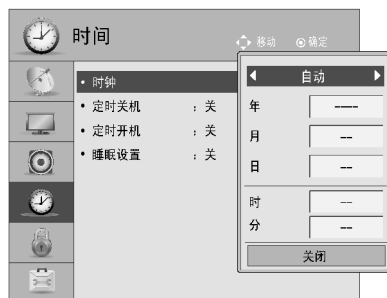 时间
移动 确定
• 时钟
• 定时关机 : 关
• 定时开机 : 关
• 睡眠设置 : 关
自动
年 ----
月 --
日 --
时 --
分 --
关闭